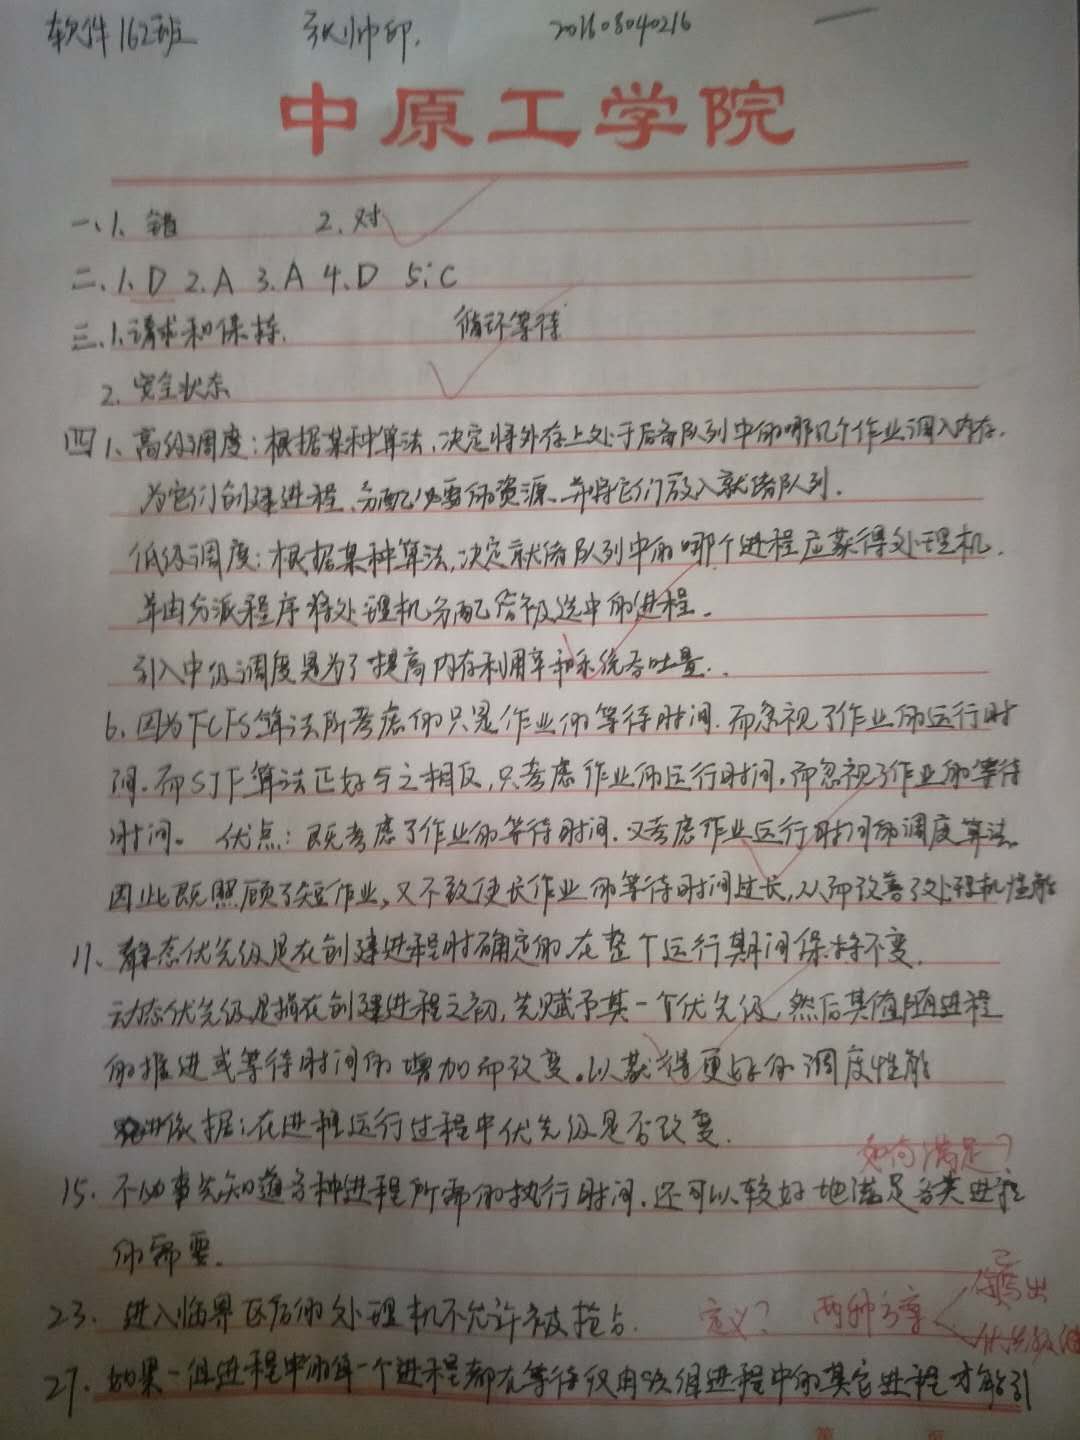 软件162班 张帅印. 201608040216
中原工学院
一、1、错 2、对
二、1、D 2、A 3、A 4、D 5、C
三、1、请求和保持. 循环等待
2、安全状态
四1、高级调度：根据某种算法,决定将外存上处于后备队列中的哪几个作业调入内存.
为它们创建进程、分配必要的资源、并将它们放入就绪队列.
低级调度：根据某种算法,决定就绪队列中的哪个进程应获得处理机.
并由分派程序将处理机分配给被选中的进程.
引入中级调度是为了提高内存利用率和系统吞吐量..
6、因为FCFS算法所考虑的只是作业的等待时间.而忽视了作业的运行时
间.而SJF算法正好与之相反,只考虑作业的运行时间,而忽视了作业的等待
时间。 优点：既考虑了作业的等待时间.又考虑作业运行时间的调度算法。
因此既照顾了短作业,又不致使长作业的等待时间过长,从而改善了处理机性能
11、静态优先级是在创建进程时确定的.在整个运行期间保持不变.
动态优先级是指在创建进程之初,先赋予其一个优先级,然后其值随进程
的推进或等待时间的增加而改变。以获得更好的调度性能
依据：在进程运行过程中优先级是否改变.
如何满足？
15. 不必事先知道各种进程所需的执行时间.还可以较好地满足各类进程
的需要.
23. 进入临界区后的处理机不允许被抢占. 定义？ 两种方享 出
优先级
27. 如果一组进程中的每一个进程都在等待仅由该组进程中的其它进程才能引
第 页